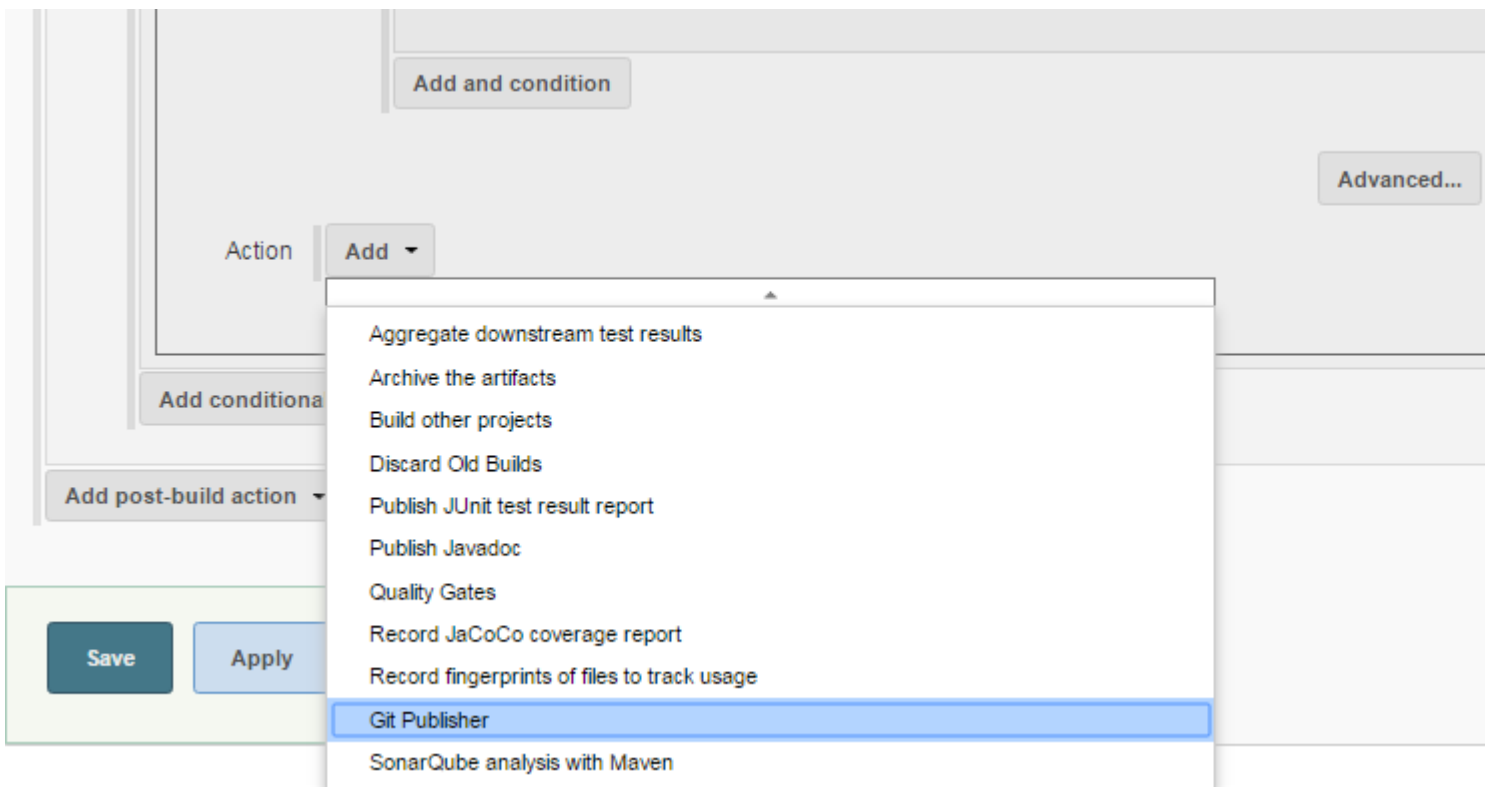 Add and condition
Advanced...
Action
Add
Aggregate downstream test results
Archive the artifacts
Add conditiona
Build other projects
Discard Old Builds
Add post-build action
Publish JUnit test result report
Publish Javadoc
Quality Gates
Record JaCoCo coverage report
Save
Apply
Record fingerprints of files to track usage
Git Publisher
SonarQube analysis with Maven